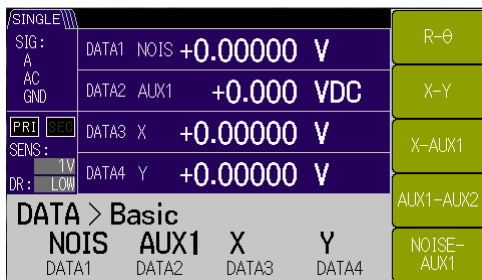 SINGLE
SIG:
A
AC
GND
PRI SEC
SENS:
1V
DR: LOW
DATA1 NOIS +0.00000 V
DATA2 AUX1 +0.000 VDC
DATA3 X +0.00000 V
DATA4 Y +0.00000 V
DATA > Basic
NOIS AUX1 X Y
DATA1 DATA2 DATA3 DATA4
R-θ
X-Y
X-AUX1
AUX1-AUX2
NOISE-
AUX1